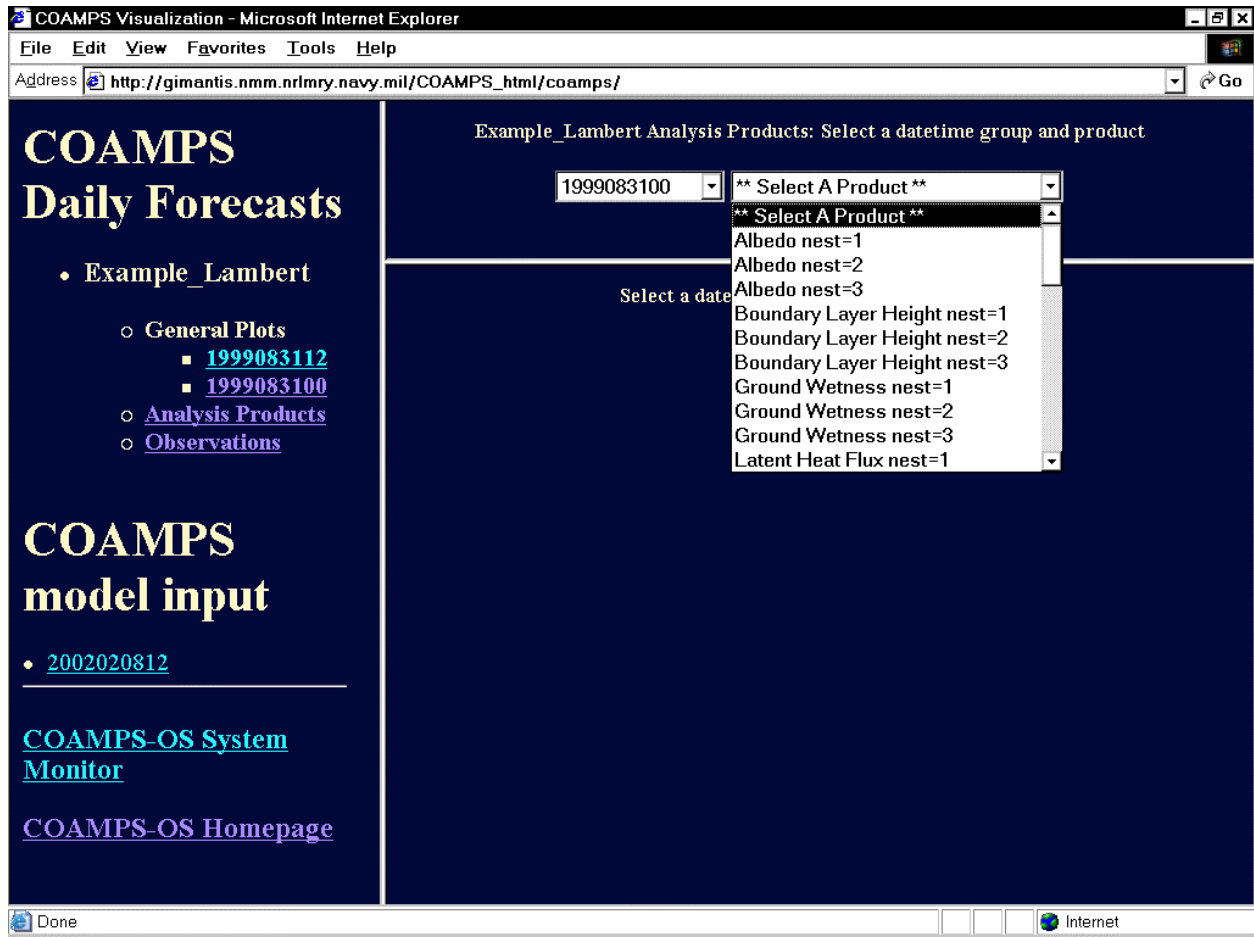 COAMPS Visualization - Microsoft Internet Explorer
File Edit View Favorites Tools Help
Address http://gimantis.nmm.nrlmry.navy.mil/COAMPS_html/coamps/ Go
COAMPS
Daily Forecasts
Example_Lambert
General Plots
1999083112
1999083100
Analysis Products
Observations
COAMPS
model input
2002020812
COAMPS-OS System
Monitor
COAMPS-OS Homepage
Example_Lambert Analysis Products: Select a datetime group and product
1999083100 ** Select A Product **
** Select A Product **
Albedo nest=1
Albedo nest=2
Albedo nest=3
Select a date
Boundary Layer Height nest=1
Boundary Layer Height nest=2
Boundary Layer Height nest=3
Ground Wetness nest=1
Ground Wetness nest=2
Ground Wetness nest=3
Latent Heat Flux nest=1
Done Internet